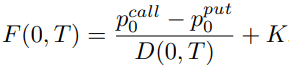 F(0, T) = \frac{p_0^{call} - p_0^{put}}{D(0, T)} + K